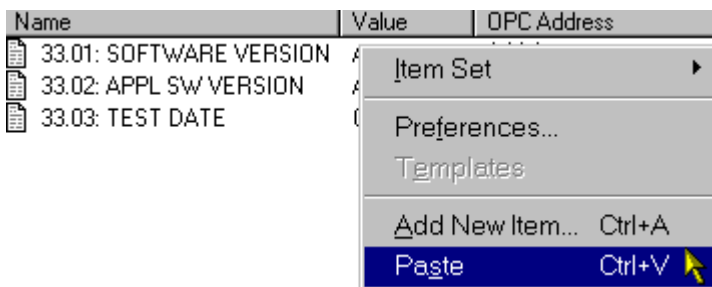 Name Value OPC Address
33.01: SOFTWARE VERSION
33.02: APPL SW VERSION
33.03: TEST DATE
Item Set
Preferences...
Templates
Add New Item... Ctrl+A
Paste Ctrl+V